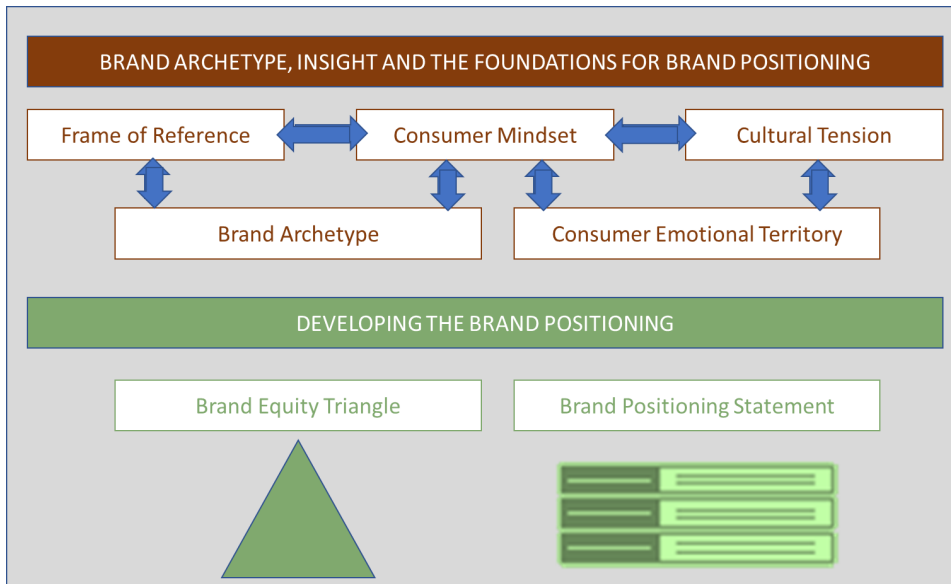 BRAND ARCHETYPE, INSIGHT AND THE FOUNDATIONS FOR BRAND POSITIONING
Frame of Reference
Consumer Mindset
Cultural Tension
Brand Archetype
Consumer Emotional Territory
DEVELOPING THE BRAND POSITIONING
Brand Equity Triangle
Brand Positioning Statement